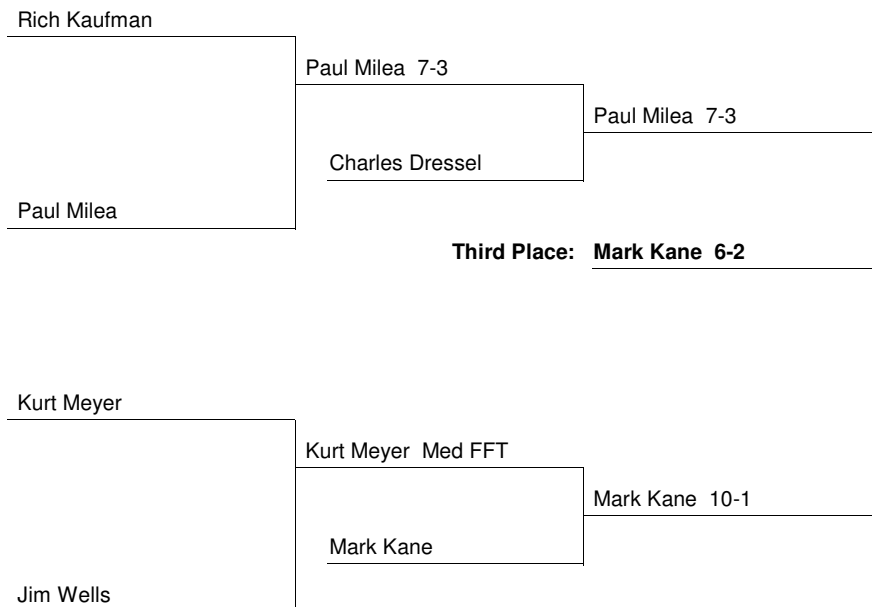 Rich Kaufman
Paul Milea 7-3
Paul Milea 7-3
Charles Dressel
Paul Milea
Third Place: Mark Kane 6-2
Kurt Meyer
Kurt Meyer Med FFT
Mark Kane 10-1
Mark Kane
Jim Wells